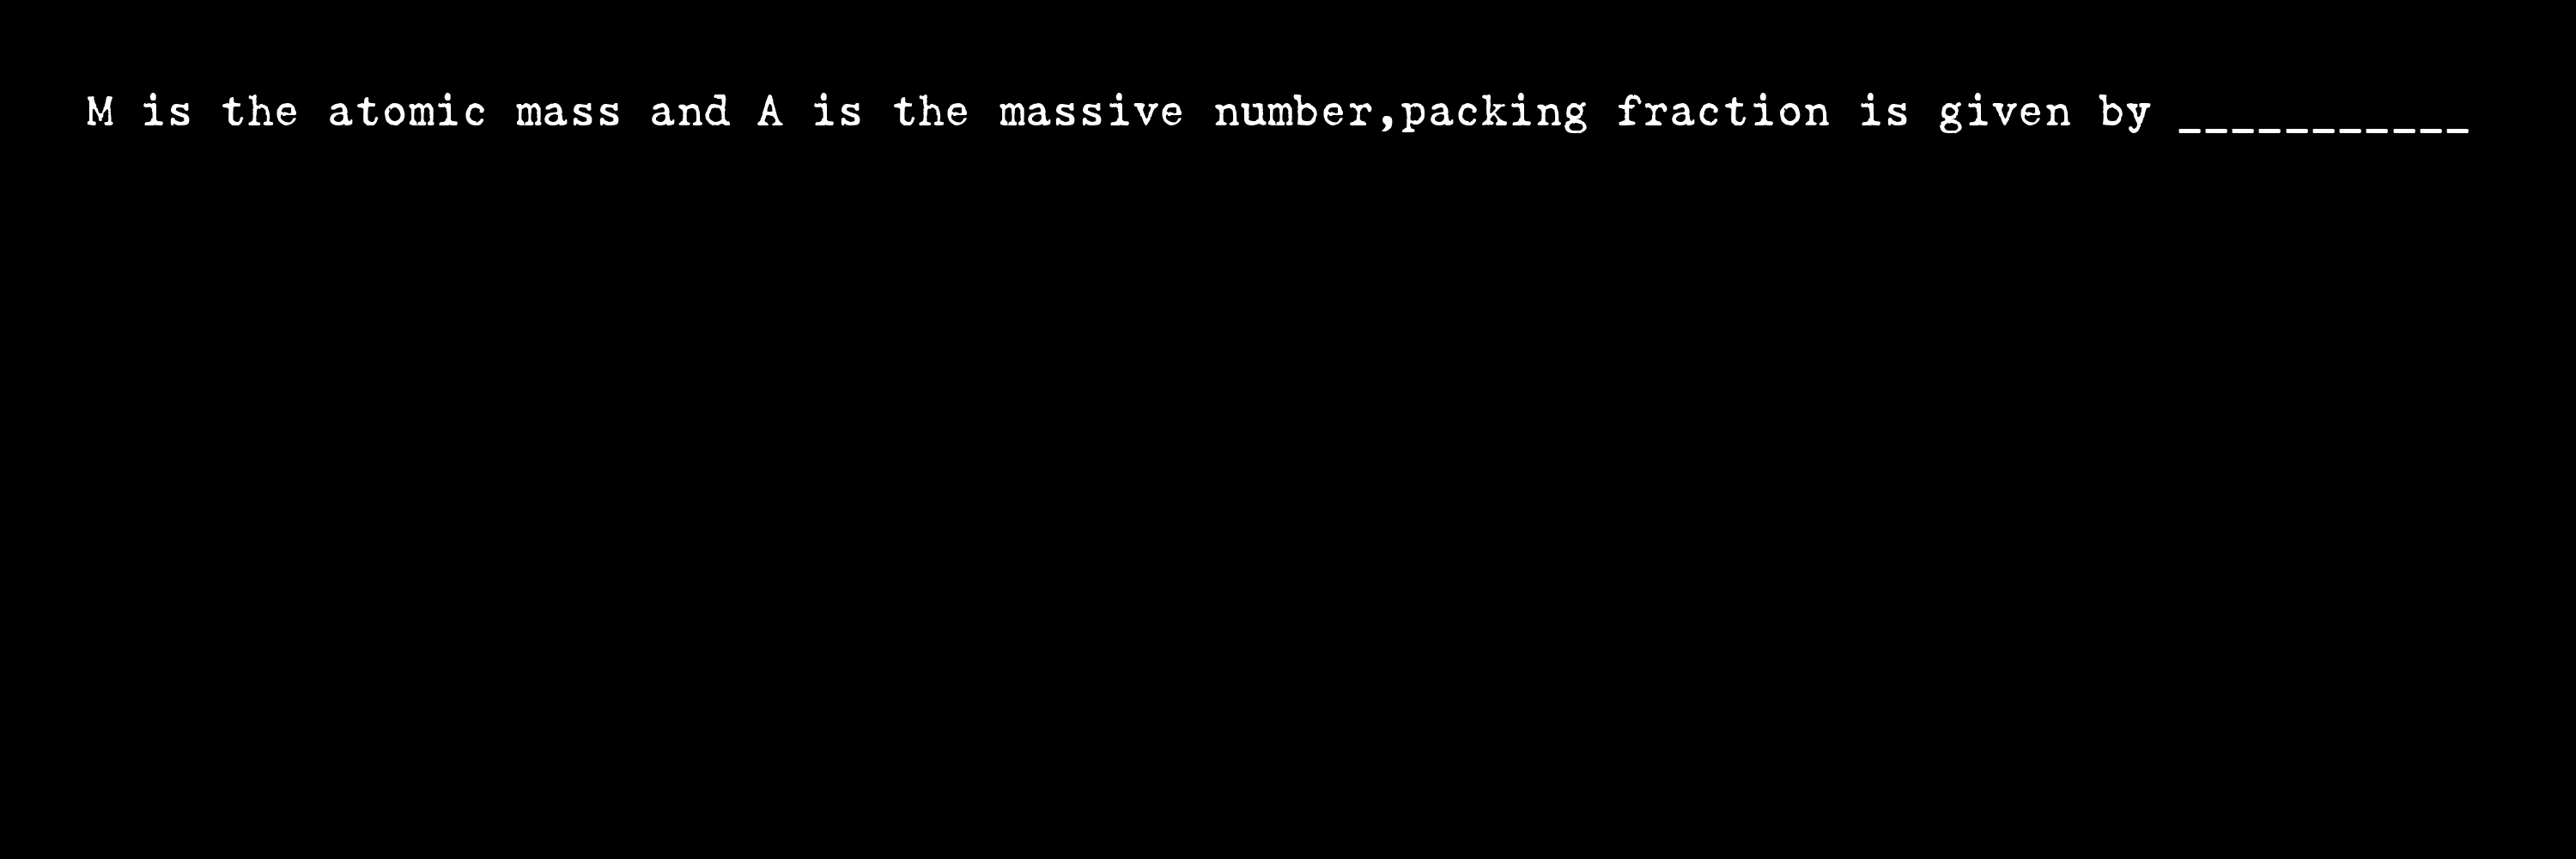 M is the atomic mass and A is the massive number,packing fraction is given by ___________